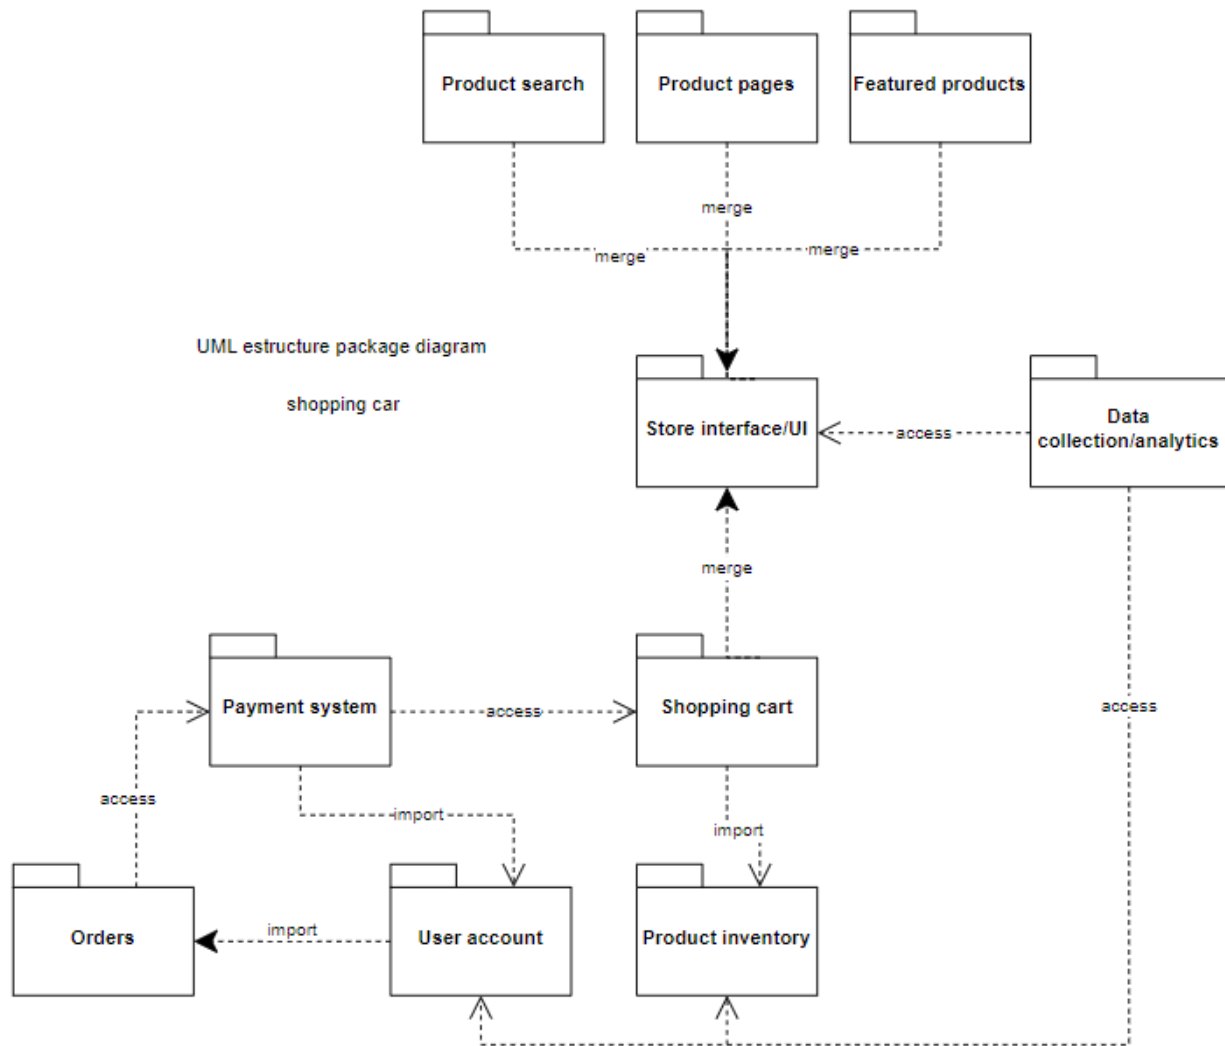 Product search
Product pages
Featured products
merge
merge
merge
UML estructure package diagram
shopping car
Store interface/UI
access
Data
collection/analytics
merge
Payment system
access
Shopping cart
access
access
import
import
Orders
import
User account
Product inventory